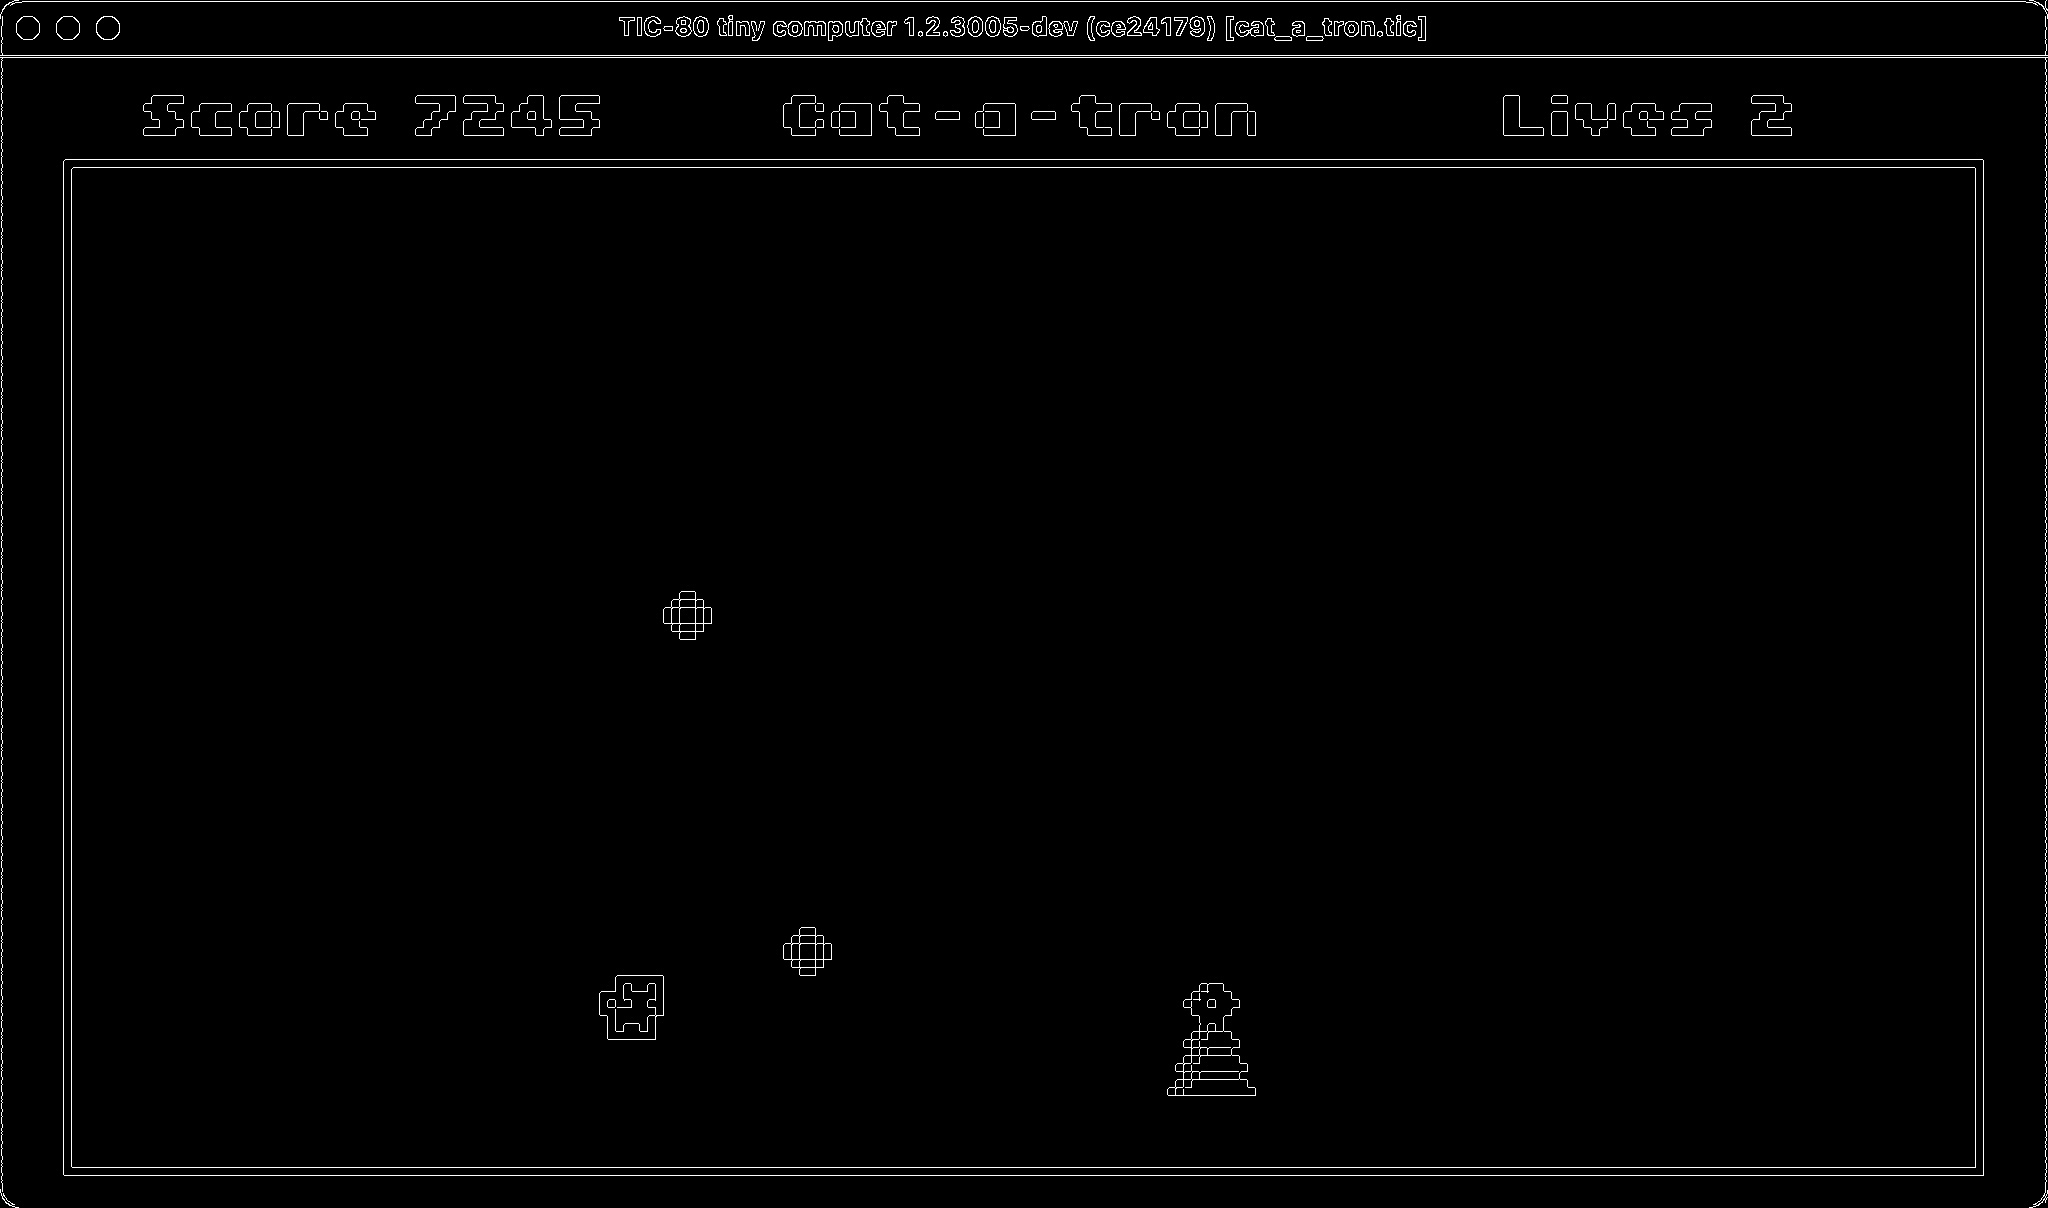 TIC-80 tiny computer 1.2.3005-dev (ce24179) [cat_a_tron.tic]
Score 7245 Cat-a-tron Lives 2